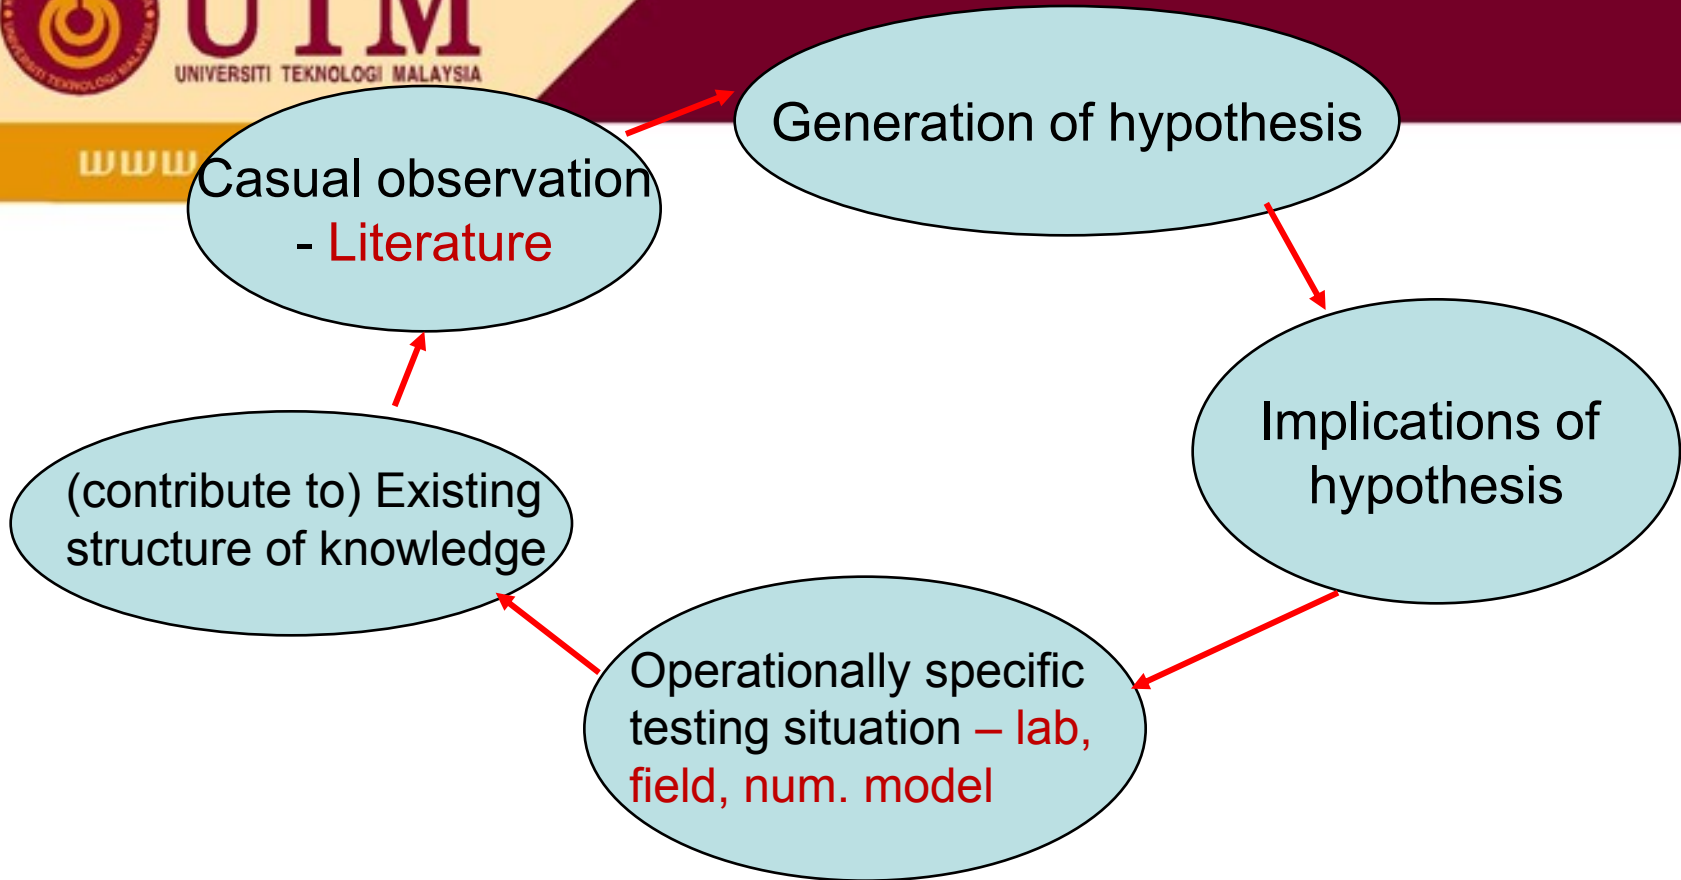 UTM
UNIVERSITI TEKNOLOGI MALAYSIA
www
Casual observation
- Literature
Generation of hypothesis
Implications of
hypothesis
Operationally specific
testing situation – lab,
field, num. model
(contribute to) Existing
structure of knowledge